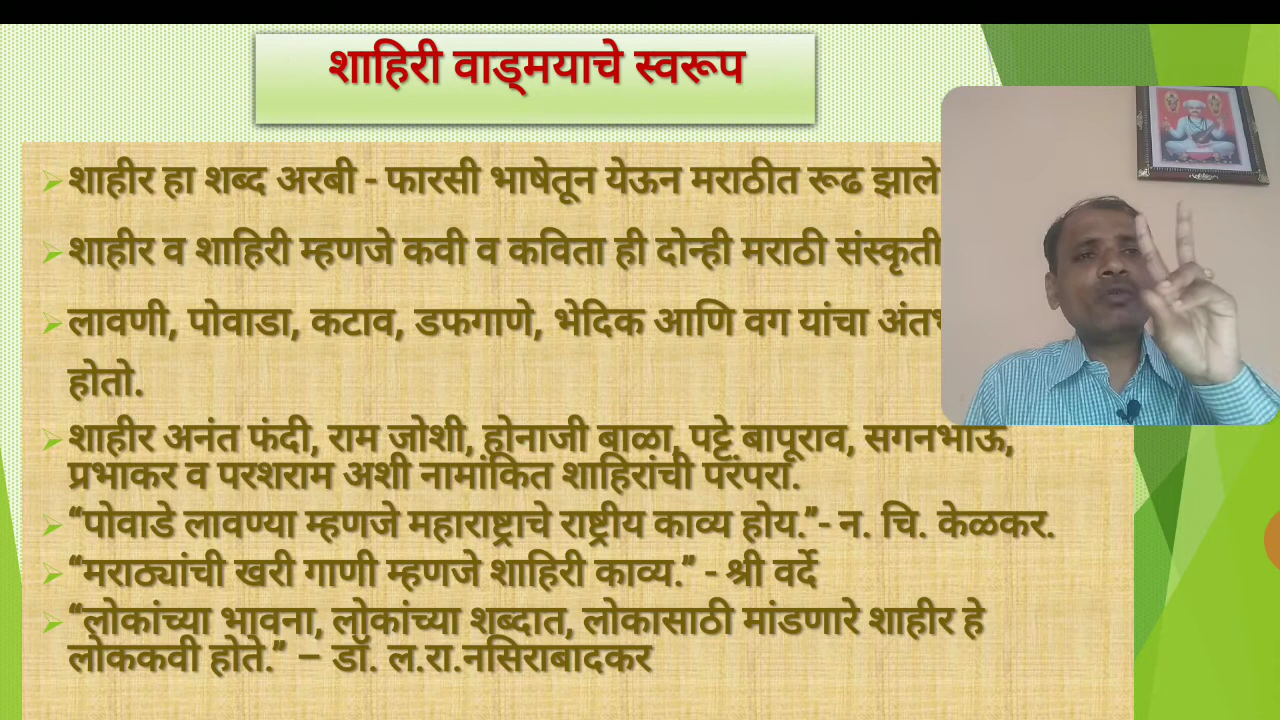 शाहिरी वाड्मयाचे स्वरूप
शाहीर हा शब्द अरबी - फारसी भाषेतून येऊन मराठीत रूढ झाले
शाहीर व शाहिरी म्हणजे कवी व कविता ही दोन्ही मराठी संस्कृती
लावणी, पोवाडा, कटाव, डफगाणे, भेदिक आणि वग यांचा
होतो.
शाहीर अनंत फंदी, राम जोशी, होनाजी बाळा, पट्टे बापूराव, सगनभाऊ,
प्रभाकर व परशराम अशी नामांकित शाहिरांची परंपरा.
“पोवाडे लावण्या म्हणजे महाराष्ट्राचे राष्ट्रीय काव्य होय.”- न. चि. केळकर.
“मराठ्यांची खरी गाणी म्हणजे शाहिरी काव्य.” - श्री वर्दे
“लोकांच्या भावना, लोकांच्या शब्दात, लोकासाठी मांडणारे शाहीर हे
लोककवी होते.” – डॉ. ल.रा.नसिराबादकर